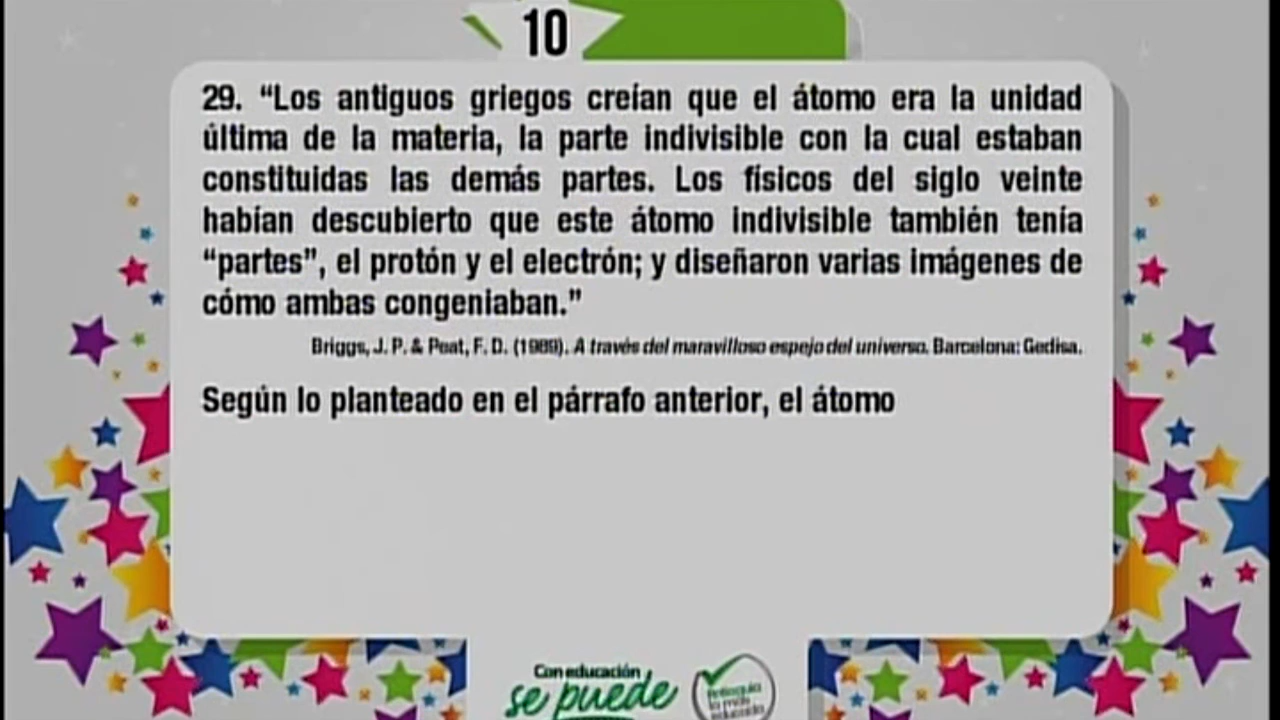 10
29. “Los antiguos griegos creían que el átomo era la unidad
última de la materia, la parte indivisible con la cual estaban
constituidas las demás partes. Los físicos del siglo veinte
habían descubierto que este átomo indivisible también tenía
“partes”, el protón y el electrón; y diseñaron varias imágenes de
cómo ambas congeniaban.”
Briggs, J. P. & Peat, F. D. (1989). A través del maravilloso espejo del universo. Barcelona: Gedisa.
Según lo planteado en el párrafo anterior, el átomo
Con educación
se puede
Antioquia
la más
educada